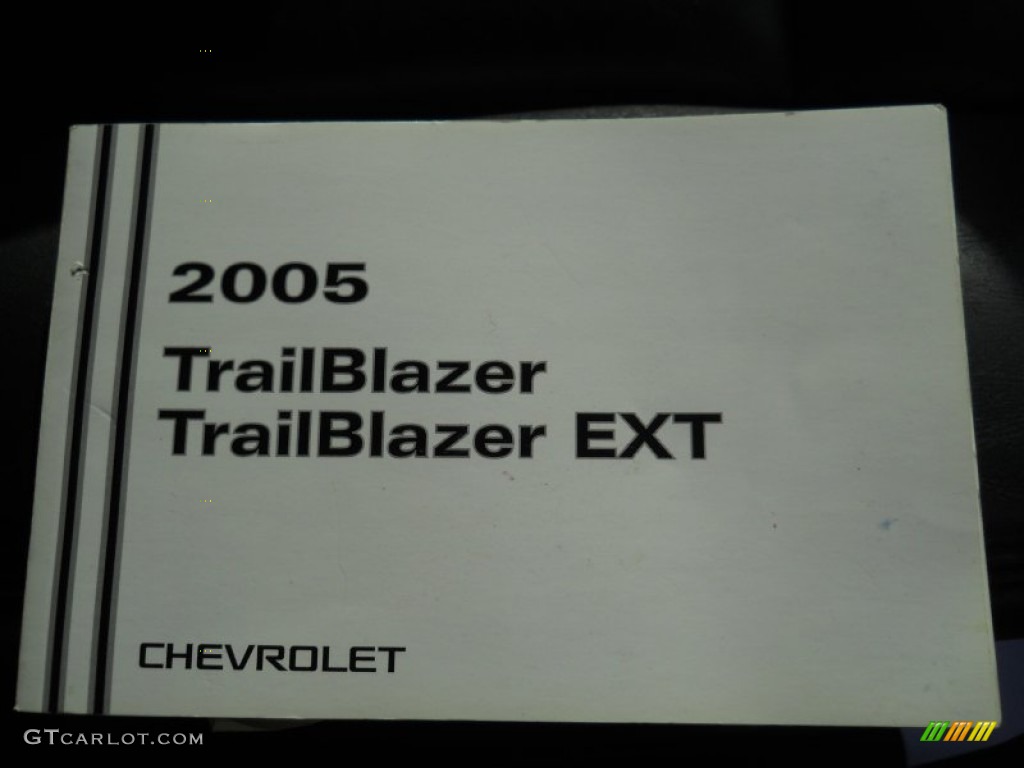 2005
TrailBlazer
TrailBlazer EXT
CHEVROLET
GTCARLOT.COM